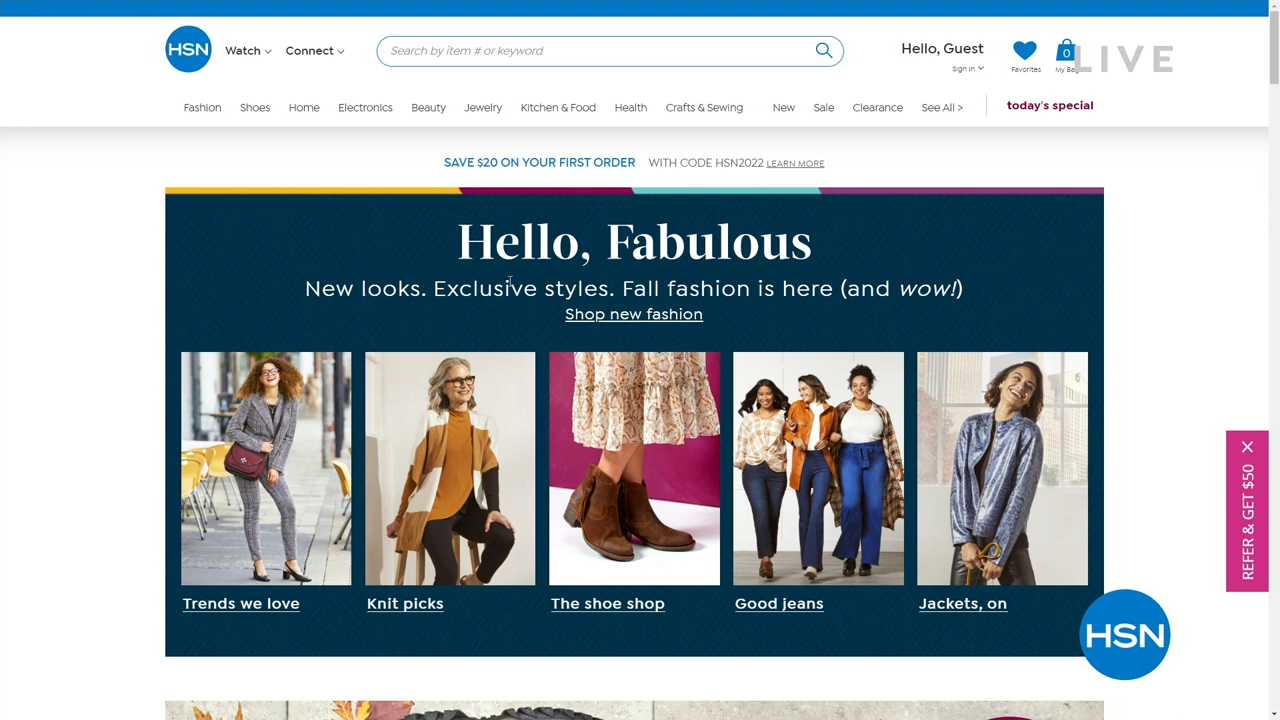 HSN
Watch
Connect
Search by item # or keyword
Hello, Guest
Sign in
Favorites
0
My Ba
LIVE
Fashion Shoes Home Electronics Beauty Jewelry Kitchen & Food Health Crafts & Sewing New Sale Clearance See All > today's special
SAVE $20 ON YOUR FIRST ORDER WITH CODE HSN2022 LEARN MORE
Hello, Fabulous
New looks. Exclusive styles. Fall fashion is here (and wow!)
Shop new fashion
Trends we love Knit picks The shoe shop Good jeans Jackets, on
REFER & GET $50
HSN